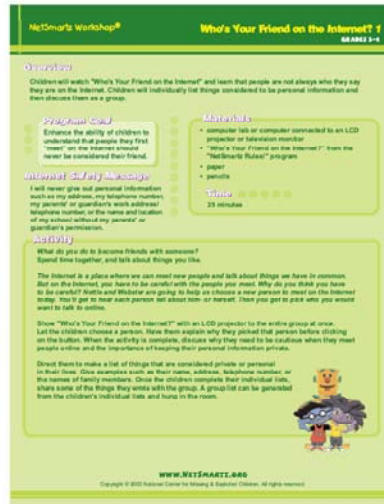 NetSmartz Workshop®
Who's Your Friend on the Internet? 1
GRADES 3-4
Overview
Children will watch "Who's Your Friend on the Internet" and learn that people are not always who they say
they are on the Internet. Children will individually list things considered to be personal information and
then discuss them as a group.
Program Goal
Enhance the ability of children to
understand that people they first
"meet" on the Internet should
never be considered their friend.
Internet Safety Message
I will never give out personal information
such as my address, my telephone number,
my parents' or guardian's work address/
telephone number, or the name and location
of my school without my parents' or
guardian's permission.
Materials
• computer lab or computer connected to an LCD
projector or television monitor
• "Who's Your Friend on the Internet?" from the
"NetSmartz Rules!" program
• paper
• pencils
Time
25 minutes
Activity
What do you do to become friends with someone?
Spend time together, and talk about things you like.
The Internet is a place where we can meet new people and talk about things we have in common.
But on the Internet, you have to be careful with the people you meet. Why do you think you have
to be careful? Nettie and Webster are going to help us choose a new person to meet on the Internet
today. You'll get to hear each person tell about him- or herself. Then you get to pick who you would
want to talk to online.
Show "Who's Your Friend on the Internet?" with an LCD projector to the entire group at once.
Let the children choose a person. Have them explain why they picked that person before clicking
on the button. When the activity is complete, discuss why they need to be cautious when they meet
people online and the importance of keeping their personal information private.
Direct them to make a list of things that are considered private or personal
in their lives. Give examples such as their name, address, telephone number, or
the names of family members. Once the children complete their individual lists,
share some of the things they wrote with the group. A group list can be generated
from the children's individual lists and hung in the room.
www.NetSmartz.org
Copyright © 2003 National Center for Missing & Exploited Children. All rights reserved.